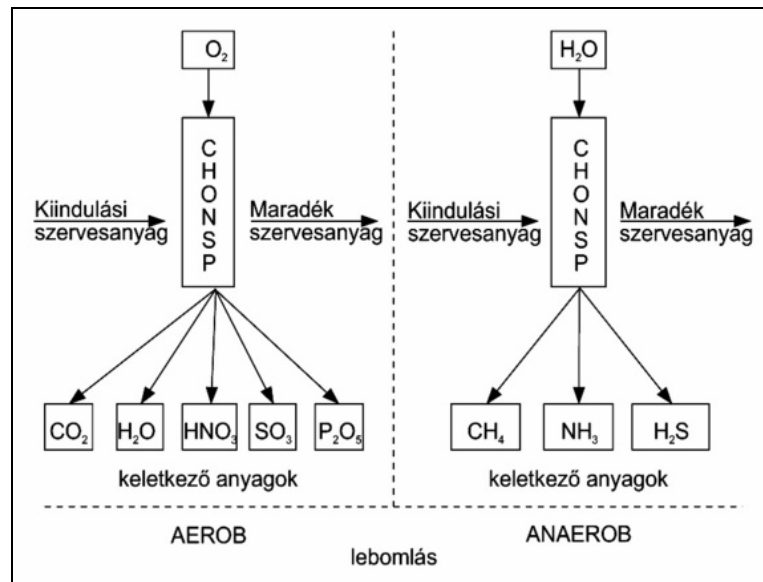 O₂
C
H
O
N
S
P
Kiindulási
szervesanyag
Maradék
szervesanyag
CO₂
H₂O
HNO₃
SO₃
P₂O₅
keletkező anyagok
AEROB
H₂O
C
H
O
N
S
P
Kiindulási
szervesanyag
Maradék
szervesanyag
CH₄
NH₃
H₂S
keletkező anyagok
ANAEROB
lebomlás